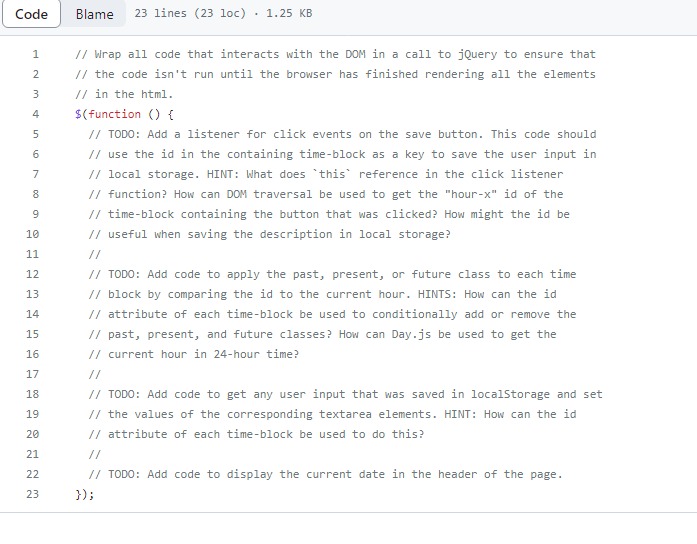 Code Blame 23 lines (23 loc) · 1.25 KB
1 // Wrap all code that interacts with the DOM in a call to jQuery to ensure that
2 // the code isn't run until the browser has finished rendering all the elements
3 // in the html.
4 $(function () {
5 // TODO: Add a listener for click events on the save button. This code should
6 // use the id in the containing time-block as a key to save the user input in
7 // local storage. HINT: What does `this` reference in the click listener
8 // function? How can DOM traversal be used to get the "hour-x" id of the
9 // time-block containing the button that was clicked? How might the id be
10 // useful when saving the description in local storage?
11 //
12 // TODO: Add code to apply the past, present, or future class to each time
13 // block by comparing the id to the current hour. HINTS: How can the id
14 // attribute of each time-block be used to conditionally add or remove the
15 // past, present, and future classes? How can Day.js be used to get the
16 // current hour in 24-hour time?
17 //
18 // TODO: Add code to get any user input that was saved in localStorage and set
19 // the values of the corresponding textarea elements. HINT: How can the id
20 // attribute of each time-block be used to do this?
21 //
22 // TODO: Add code to display the current date in the header of the page.
23 });